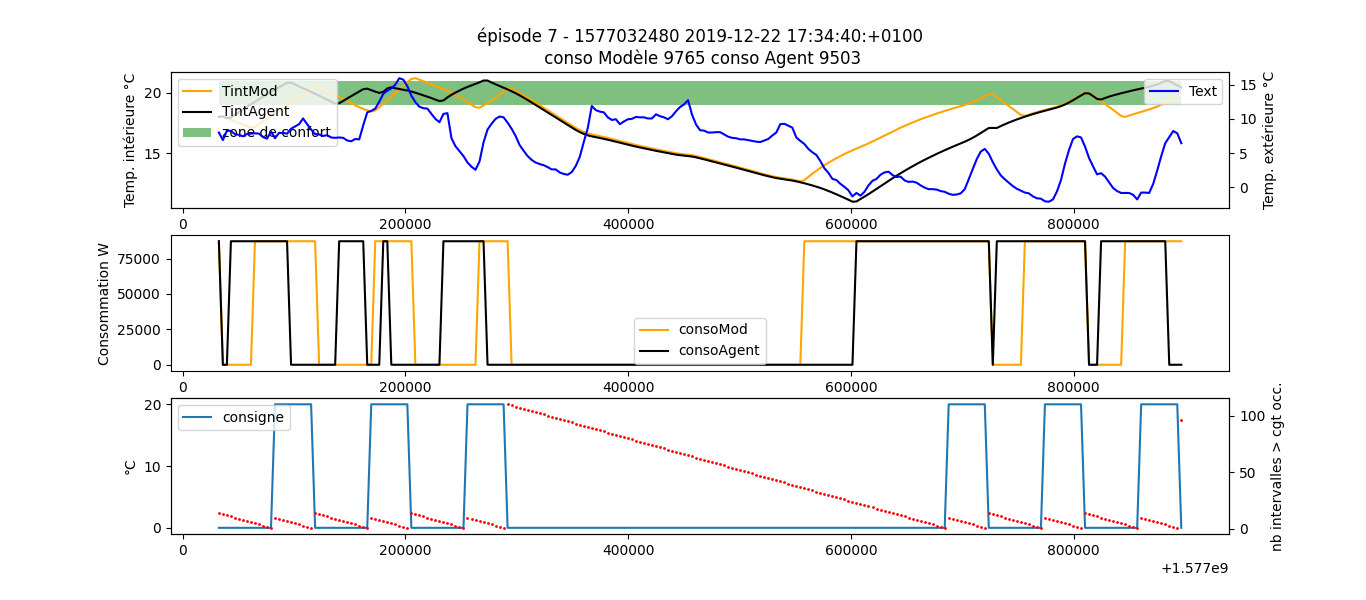 épisode 7 - 1577032480 2019-12-22 17:34:40:+0100
conso Modèle 9765 conso Agent 9503
Temp. intérieure °C
20
15
TintMod
TintAgent
zone de confort
Text
15
10
5
0
Temp. extérieure °C
0 200000 400000 600000 800000
Consommation W
75000
50000
25000
0
consoMod
consoAgent
0 200000 400000 600000 800000
°C
20
10
0
consigne
100
50
0
nb intervalles > cgt occ.
0 200000 400000 600000 800000
+1.577e9